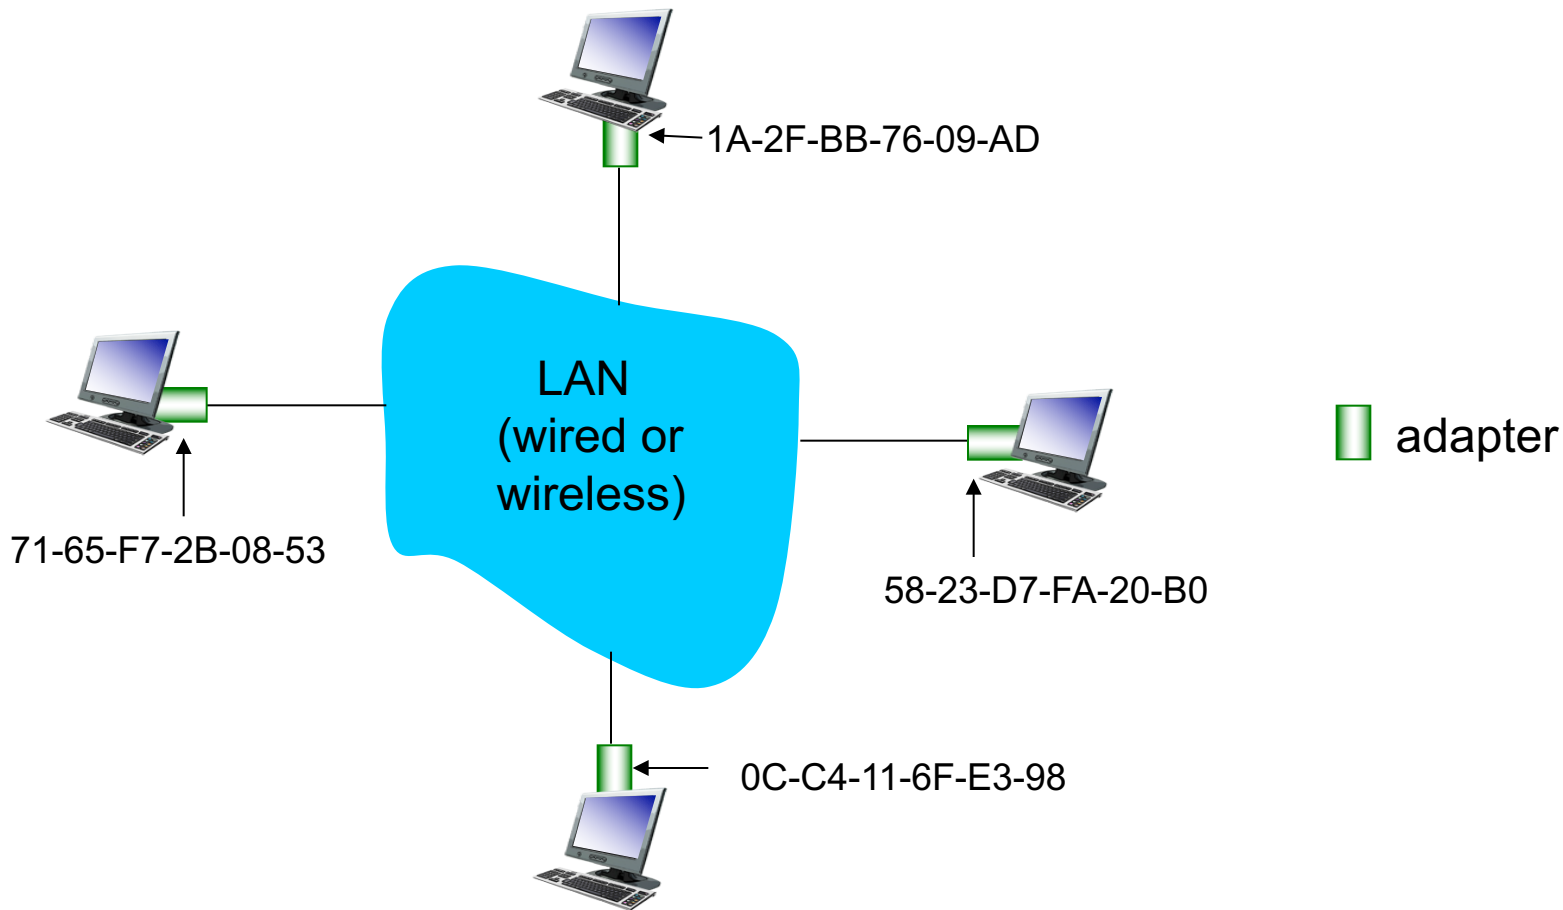 1A-2F-BB-76-09-AD
LAN
(wired or
wireless)
adapter
71-65-F7-2B-08-53
58-23-D7-FA-20-B0
0C-C4-11-6F-E3-98